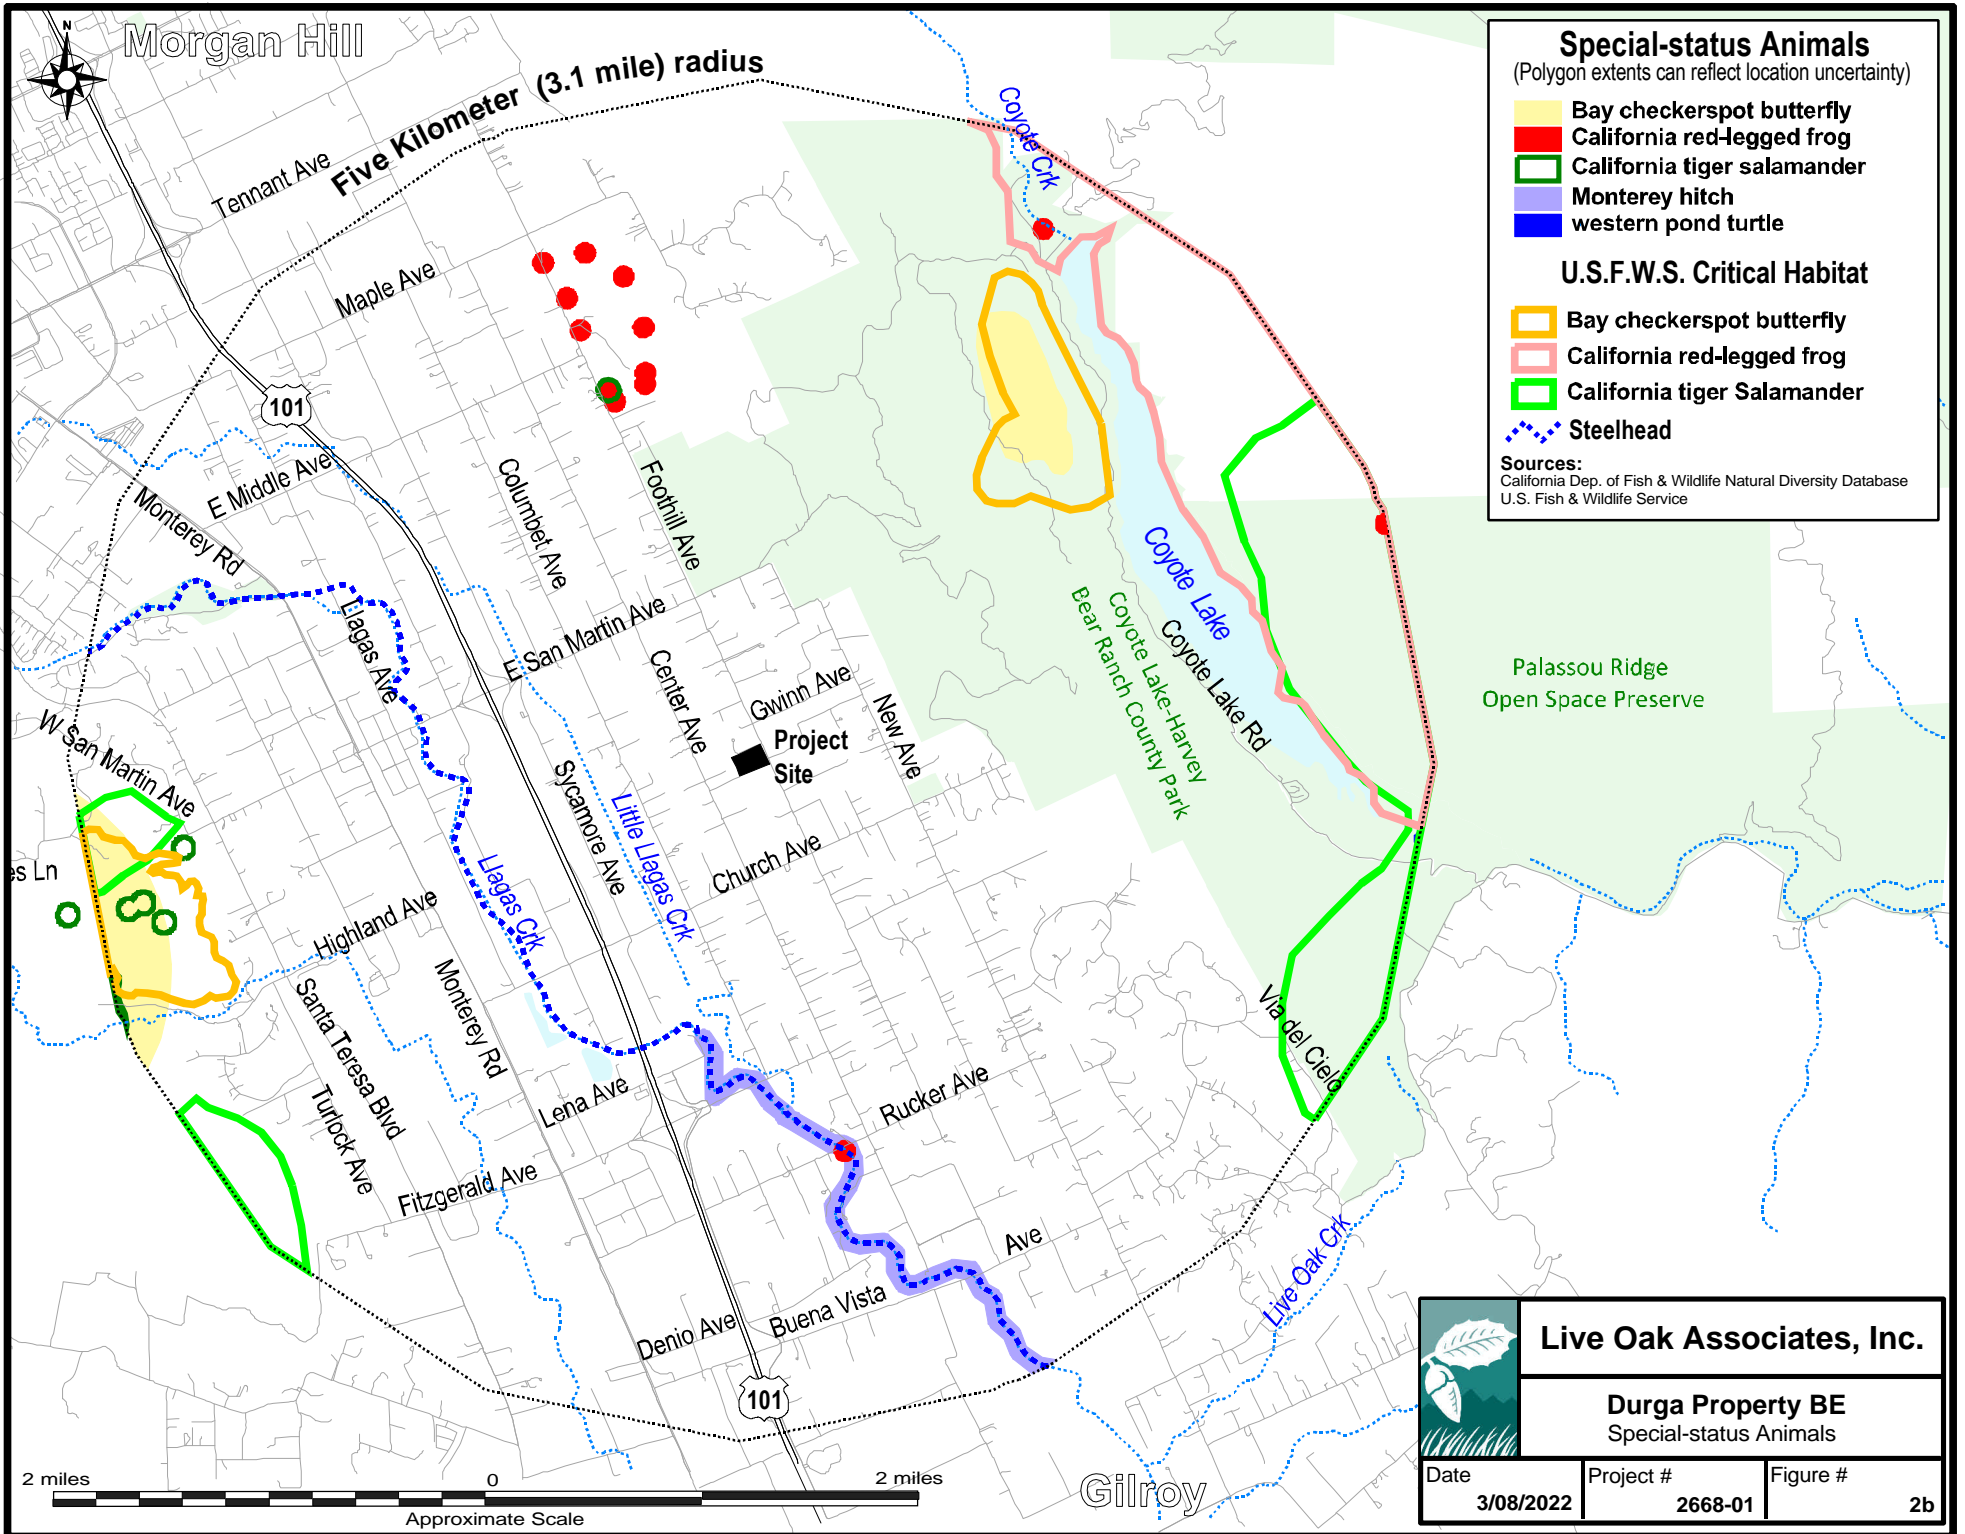 N
Morgan Hill
Five Kilometer (3.1 mile) radius
Tennant Ave
Maple Ave
101
E Middle Ave
Monterey Rd
Columbet Ave
Foothill Ave
Llagas Ave
E San Martin Ave
Center Ave
Gwinn Ave
New Ave
Project
Site
W San Martin Ave
es Ln
Sycamore Ave
Little Llagas Crk
Llagas Crk
Church Ave
Highland Ave
Santa Teresa Blvd
Monterey Rd
Turlock Ave
Lena Ave
Fitzgerald Ave
Rucker Ave
Denio Ave
Buena Vista
Ave
101
Coyote Crk
Coyote Lake
Coyote Lake Rd
Coyote Lake-Harvey
Bear Ranch County Park
Palassou Ridge
Open Space Preserve
Via del Cielo
Live Oak Crk
Gilroy
2 miles
0
2 miles
Approximate Scale
Special-status Animals
(Polygon extents can reflect location uncertainty)
Bay checkerspot butterfly
California red-legged frog
California tiger salamander
Monterey hitch
western pond turtle
U.S.F.W.S. Critical Habitat
Bay checkerspot butterfly
California red-legged frog
California tiger Salamander
Steelhead
Sources:
California Dep. of Fish & Wildlife Natural Diversity Database
U.S. Fish & Wildlife Service
Live Oak Associates, Inc.
Durga Property BE
Special-status Animals
Date
3/08/2022
Project #
2668-01
Figure #
2b